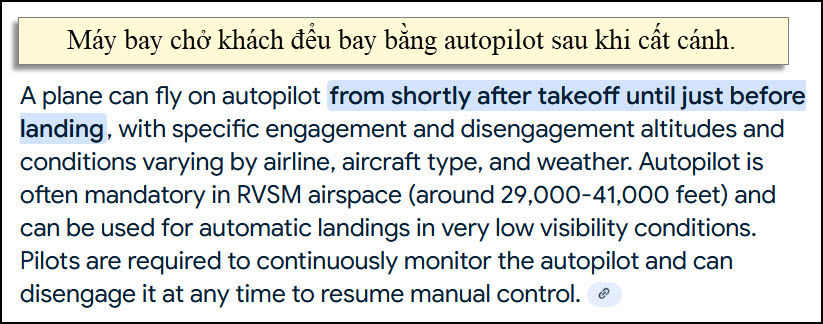 Máy bay chở khách đểu bay bằng autopilot sau khi cất cánh.
A plane can fly on autopilot from shortly after takeoff until just before
landing, with specific engagement and disengagement altitudes and
conditions varying by airline, aircraft type, and weather. Autopilot is
often mandatory in RVSM airspace (around 29,000-41,000 feet) and
can be used for automatic landings in very low visibility conditions.
Pilots are required to continuously monitor the autopilot and can
disengage it at any time to resume manual control.